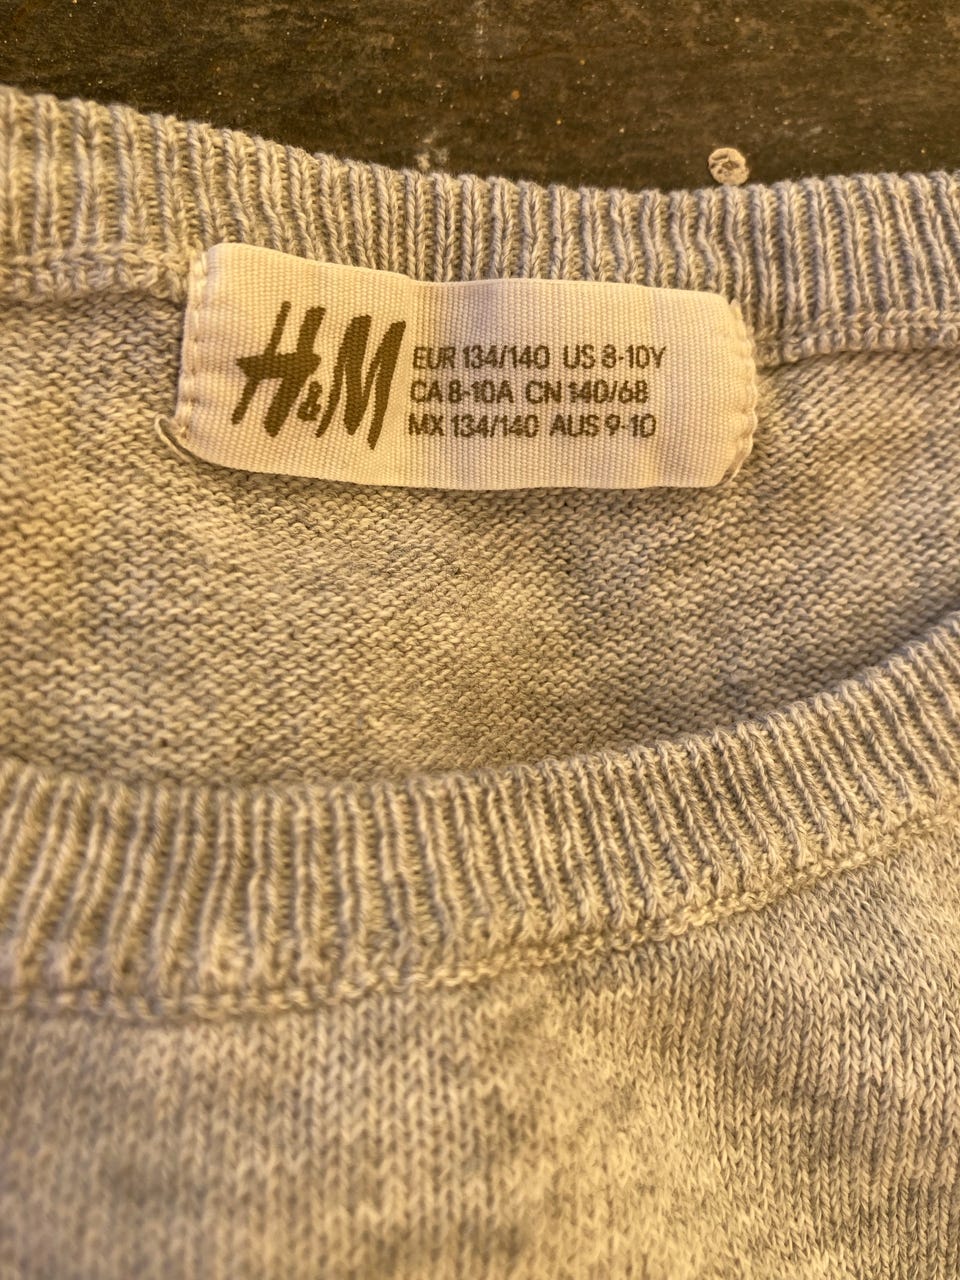 H&M
EUR 134/140 US 8-10Y
CA 8-10A CN 140/68
MX 134/140 AUS 9-10